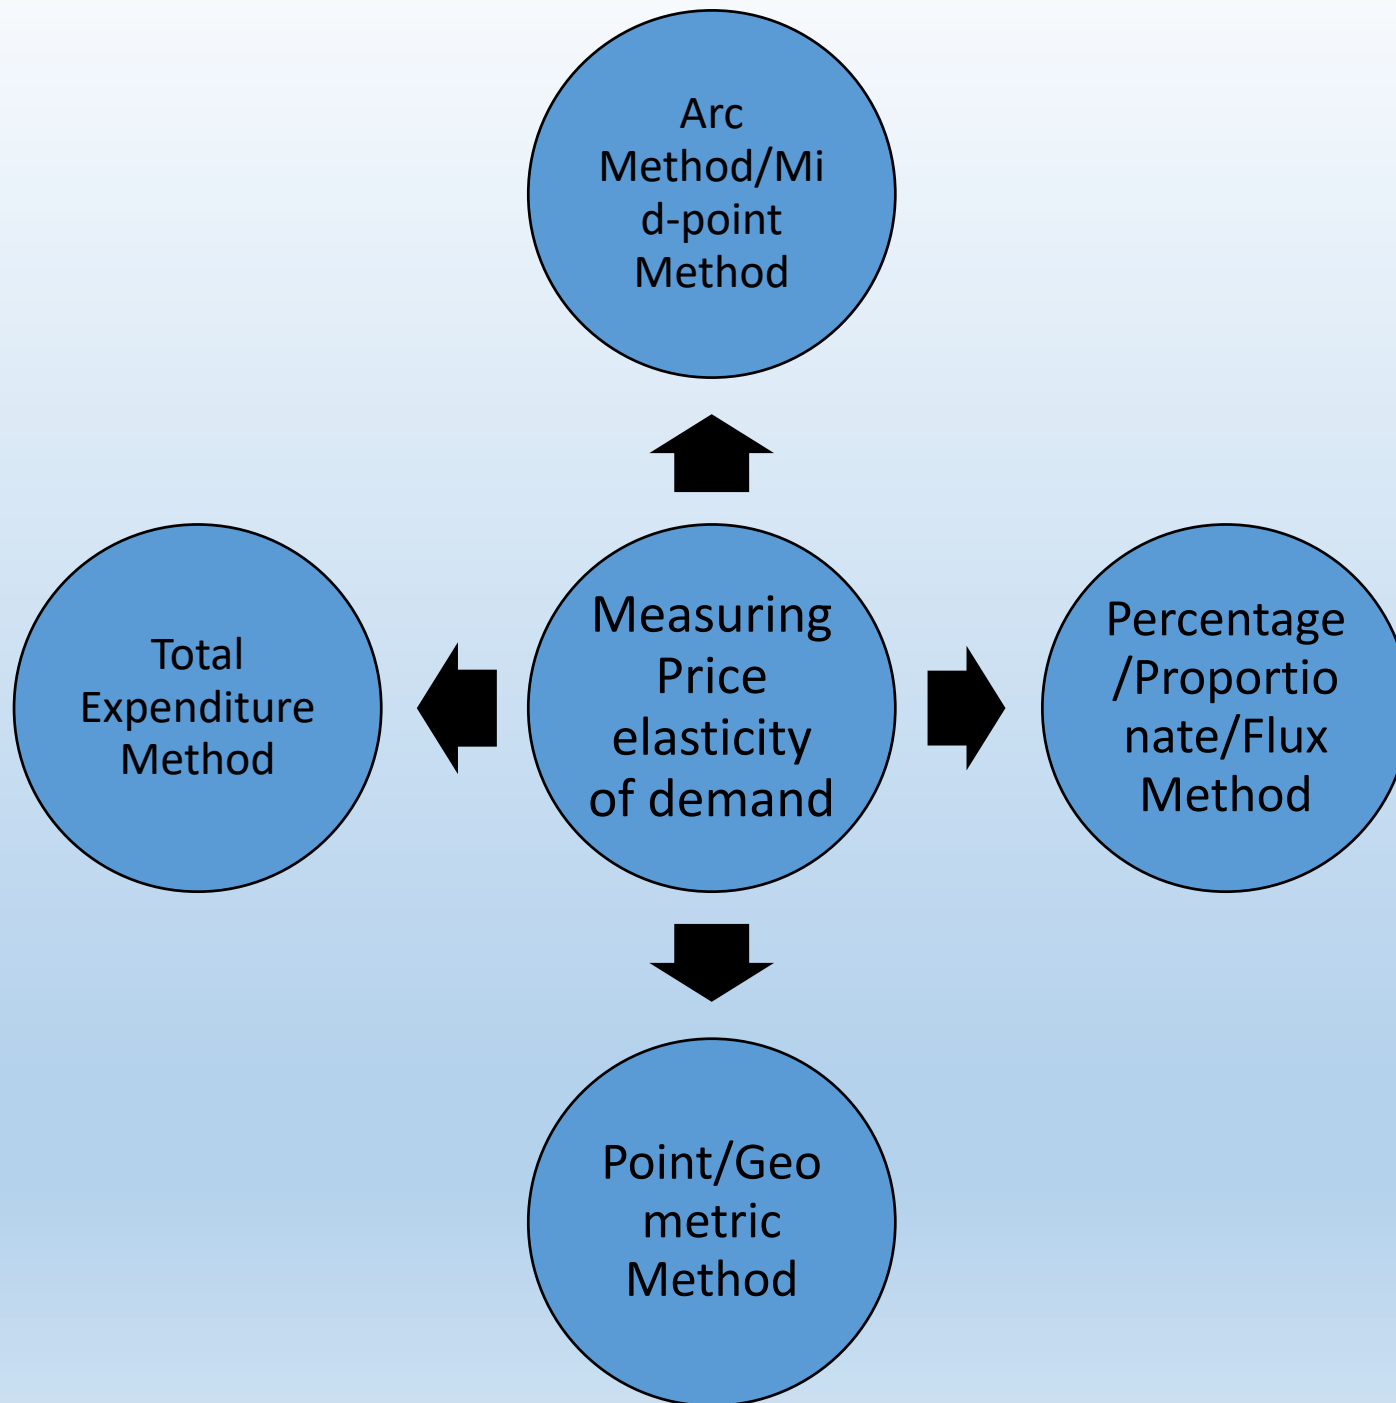 Arc
Method/Mi
d-point
Method
Total
Expenditure
Method
Measuring
Price
elasticity
of demand
Percentage
/Proportio
nate/Flux
Method
Point/Geo
metric
Method